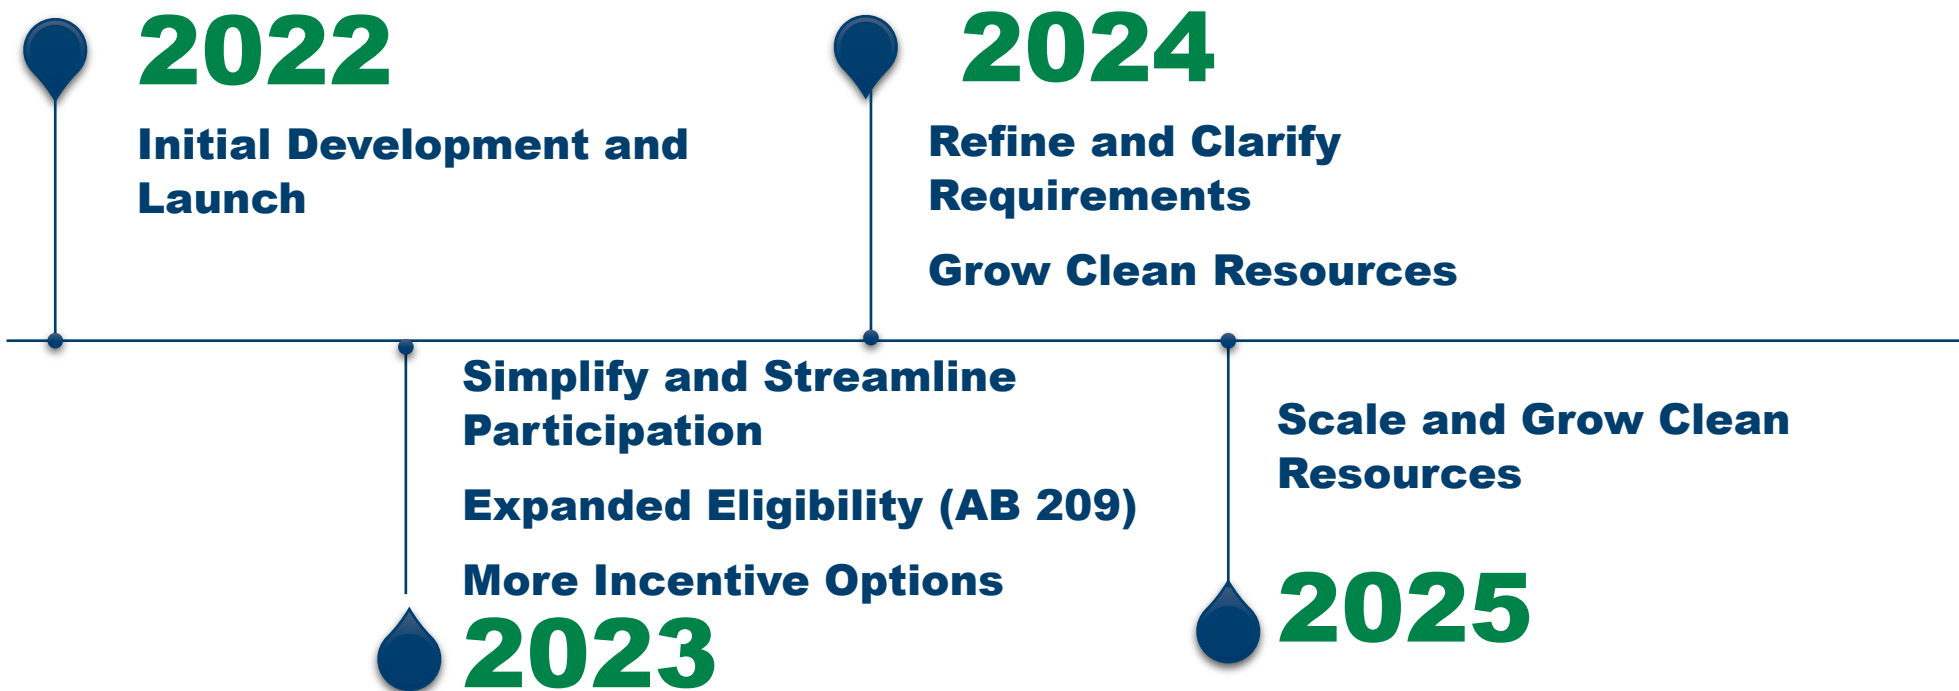 2022
Initial Development and
Launch
Simplify and Streamline
Participation
Expanded Eligibility (AB 209)
More Incentive Options
2023
2024
Refine and Clarify
Requirements
Grow Clean Resources
Scale and Grow Clean
Resources
2025